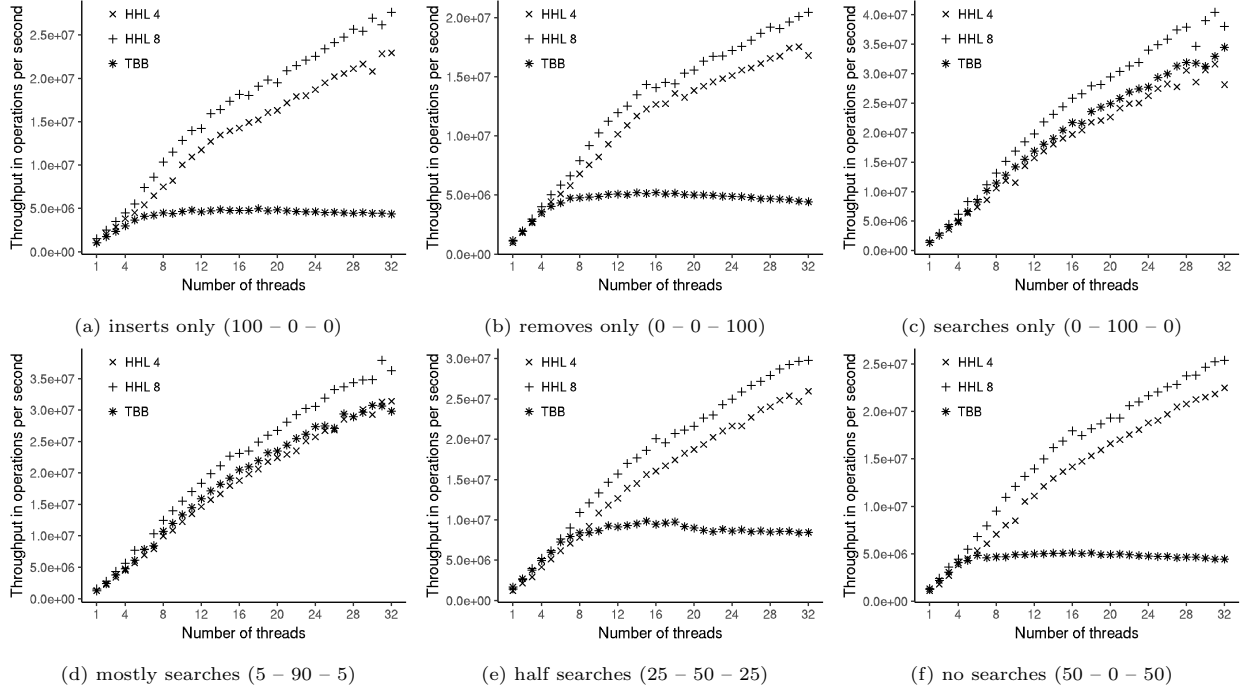 Throughput in operations per second
2.5e+07
2.0e+07
1.5e+07
1.0e+07
5.0e+06
0.0e+00
HHL 4
HHL 8
TBB
1 4 8 12 16 20 24 28 32
Number of threads
(a) inserts only (100 – 0 – 0)
Throughput in operations per second
2.0e+07
1.5e+07
1.0e+07
5.0e+06
0.0e+00
HHL 4
HHL 8
TBB
1 4 8 12 16 20 24 28 32
Number of threads
(b) removes only (0 – 0 – 100)
Throughput in operations per second
4.0e+07
3.5e+07
3.0e+07
2.5e+07
2.0e+07
1.5e+07
1.0e+07
5.0e+06
0.0e+00
HHL 4
HHL 8
TBB
1 4 8 12 16 20 24 28 32
Number of threads
(c) searches only (0 – 100 – 0)
Throughput in operations per second
3.5e+07
3.0e+07
2.5e+07
2.0e+07
1.5e+07
1.0e+07
5.0e+06
0.0e+00
HHL 4
HHL 8
TBB
1 4 8 12 16 20 24 28 32
Number of threads
(d) mostly searches (5 – 90 – 5)
Throughput in operations per second
3.0e+07
2.5e+07
2.0e+07
1.5e+07
1.0e+07
5.0e+06
0.0e+00
HHL 4
HHL 8
TBB
1 4 8 12 16 20 24 28 32
Number of threads
(e) half searches (25 – 50 – 25)
Throughput in operations per second
2.5e+07
2.0e+07
1.5e+07
1.0e+07
5.0e+06
0.0e+00
HHL 4
HHL 8
TBB
1 4 8 12 16 20 24 28 32
Number of threads
(f) no searches (50 – 0 – 50)